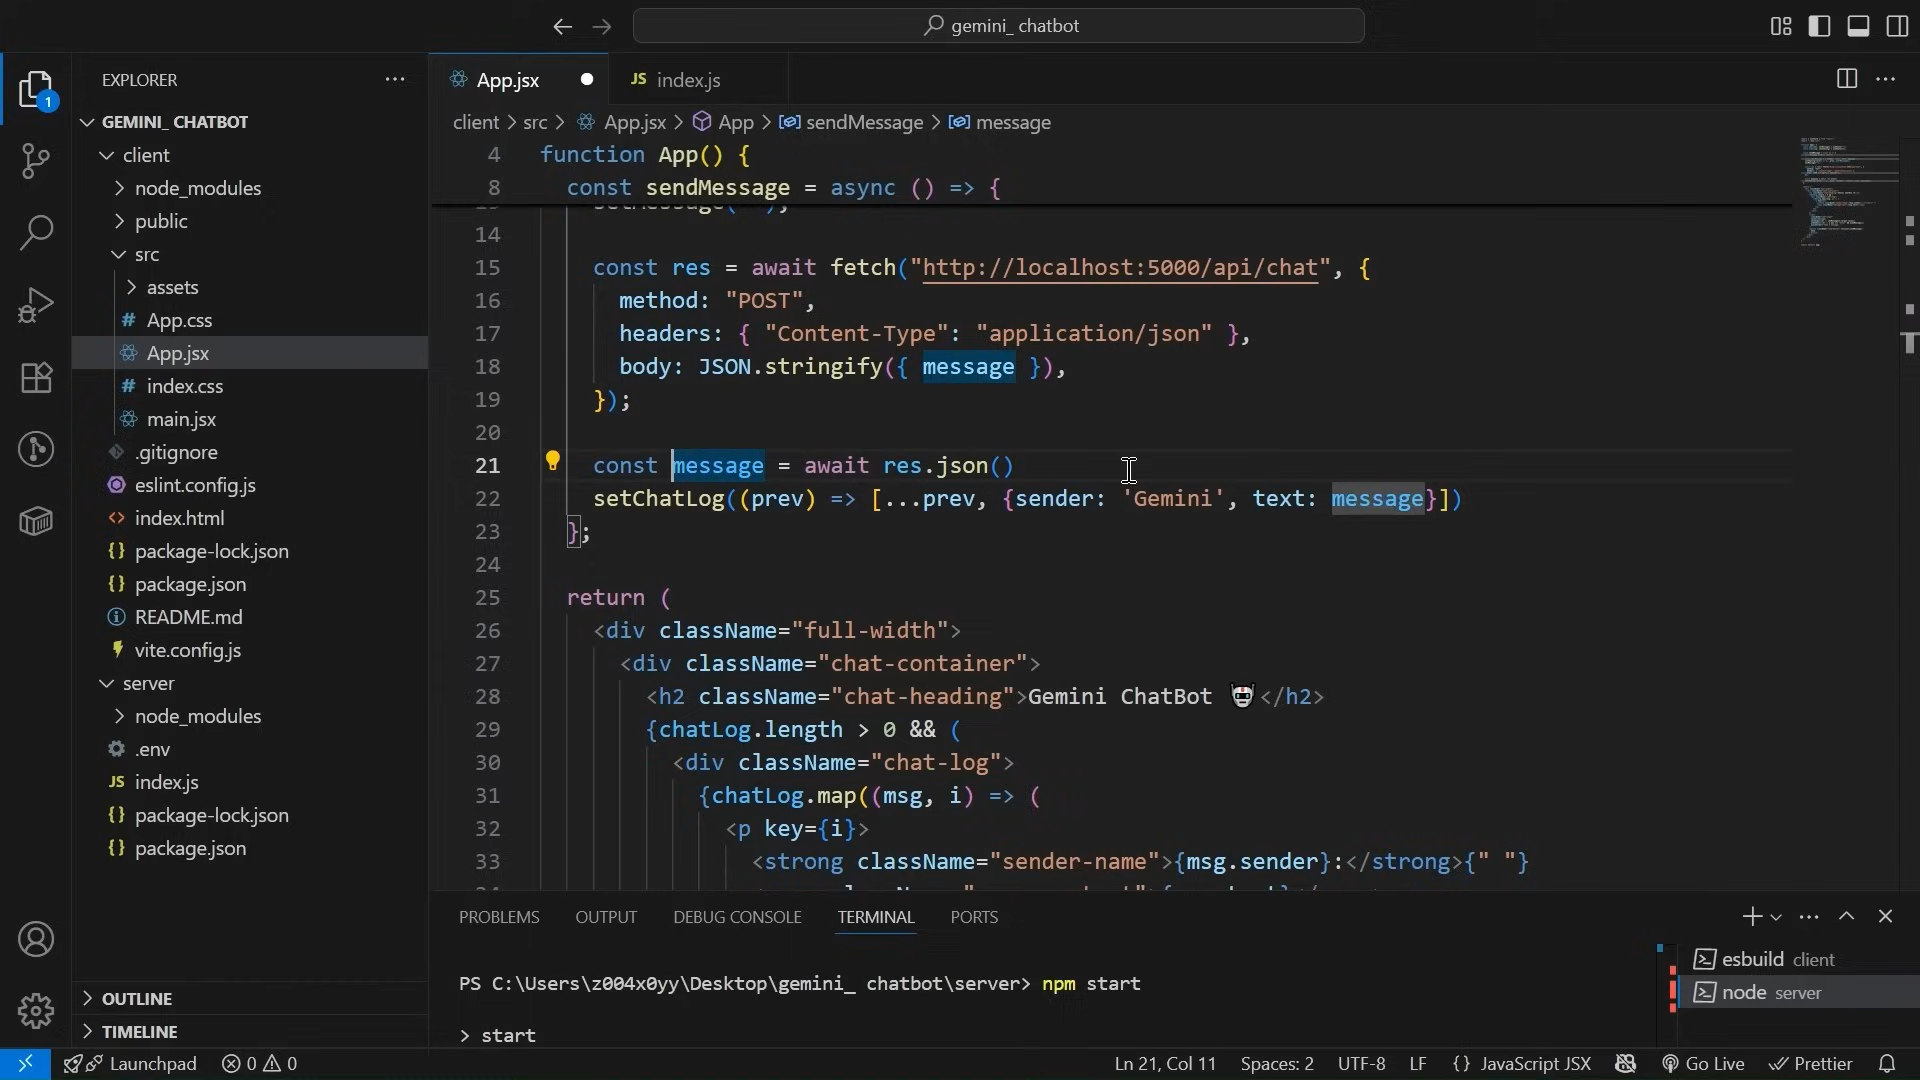 gemini_ chatbot
EXPLORER
GEMINI_ CHATBOT
client
node_modules
public
src
assets
App.css
App.jsx
index.css
main.jsx
.gitignore
eslint.config.js
index.html
package-lock.json
package.json
README.md
vite.config.js
server
node_modules
.env
index.js
package-lock.json
package.json
OUTLINE
TIMELINE
App.jsx
index.js
client > src > App.jsx > App > sendMessage > message
4 function App() {
8 const sendMessage = async () => {
14
15 const res = await fetch("http://localhost:5000/api/chat", {
16 method: "POST",
17 headers: { "Content-Type": "application/json" },
18 body: JSON.stringify({ message }),
19 });
20
21 const message = await res.json()
22 setChatLog((prev) => [...prev, {sender: 'Gemini', text: message}])
23 };
24
25 return (
26 <div className="full-width">
27 <div className="chat-container">
28 <h2 className="chat-heading">Gemini ChatBot 🤖</h2>
29 {chatLog.length > 0 && (
30 <div className="chat-log">
31 {chatLog.map((msg, i) => (
32 <p key={i}>
33 <strong className="sender-name">{msg.sender}:</strong>{" "}
PROBLEMS OUTPUT DEBUG CONSOLE TERMINAL PORTS
PS C:\Users\z004x0yy\Desktop\gemini_ chatbot\server> npm start
> start
esbuild client
node server
1
Launchpad 0 0 Ln 21, Col 11 Spaces: 2 UTF-8 LF {} JavaScript JSX Go Live Prettier